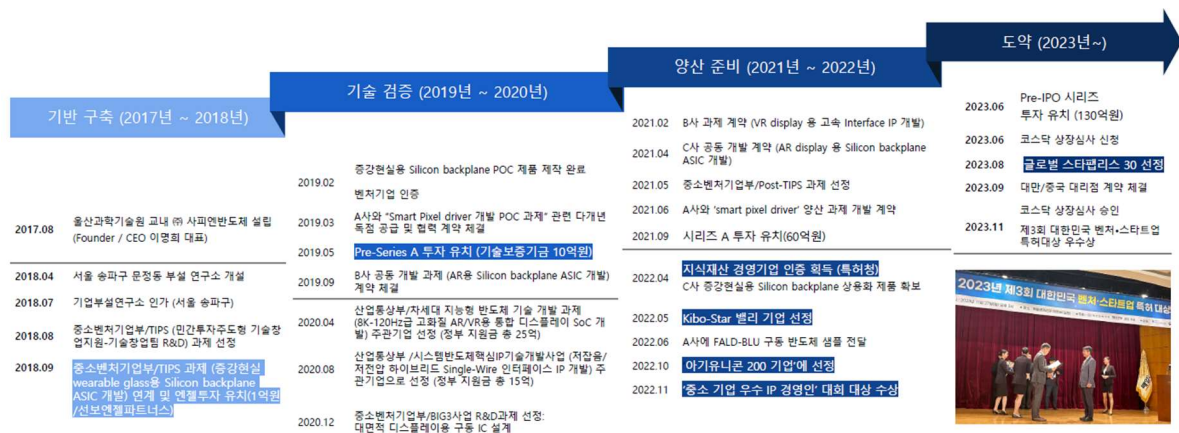 기반 구축 (2017년 ~ 2018년)
2017.08
울산과학기술원 교내 ㈜ 사피엔반도체 설립
(Founder / CEO 이명희 대표)
2018.04
서울 송파구 문정동 부설 연구소 개설
2018.07
기업부설연구소 인가 (서울 송파구)
2018.08
중소벤처기업부/TIPS (민간투자주도형 기술창
업지원-기술창업팀 R&D) 과제 선정
2018.09
중소벤처기업부/TIPS 과제 (증강현실
wearable glass용 Silicon backplane
ASIC 개발) 연계 및 엔젤투자 유치(1억원
/선보엔젤파트너스)
기술 검증 (2019년 ~ 2020년)
2019.02
증강현실용 Silicon backplane POC 제품 제작 완료
벤처기업 인증
2019.03
A사와 “Smart Pixel driver 개발 POC 과제” 관련 다개년
독점 공급 및 협력 계약 체결
2019.05
Pre-Series A 투자 유치 (기술보증기금 10억원)
2019.09
B사 공동 개발 과제 (AR용 Silicon backplane ASIC 개발)
계약 체결
2020.04
산업통상부/차세대 지능형 반도체 기술 개발 과제
(8K-120Hz급 고화질 AR/VR용 통합 디스플레이 SoC 개
발) 주관기업 선정 (정부 지원금 총 25억)
2020.08
산업통상부 /시스템반도체핵심IP기술개발사업 (저잡음/
저전압 하이브리드 Single-Wire 인터페이스 IP 개발) 주
관기업으로 선정 (정부 지원금 총 15억)
2020.12
중소벤처기업부/BIG3사업 R&D과제 선정:
대면적 디스플레이용 구동 IC 설계
양산 준비 (2021년 ~ 2022년)
2021.02
B사 과제 계약 (VR display 용 고속 Interface IP 개발)
2021.04
C사 공동 개발 계약 (AR display 용 Silicon backplane
ASIC 개발)
2021.05
중소벤처기업부/Post-TIPS 과제 선정
2021.06
A사와 ‘smart pixel driver’ 양산 과제 개발 계약
2021.09
시리즈 A 투자 유치(60억원)
2022.04
지식재산 경영기업 인증 획득 (특허청)
C사 증강현실용 Silicon backplane 상용화 제품 확보
2022.05
Kibo-Star 밸리 기업 선정
2022.06
A사에 FALD-BLU 구동 반도체 샘플 전달
2022.10
‘아기유니콘 200 기업’에 선정
2022.11
‘중소 기업 우수 IP 경영인’ 대회 대상 수상
도약 (2023년~)
2023.06
Pre-IPO 시리즈
투자 유치 (130억원)
2023.06
코스닥 상장심사 신청
2023.08
글로벌 스타팹리스 30 선정
2023.09
대만/중국 대리점 계약 체결
2023.11
코스닥 상장심사 승인
제3회 대한민국 벤처•스타트업
특허대상 우수상
2023년 제3회 대한민국 벤처·스타트업 특허 대상